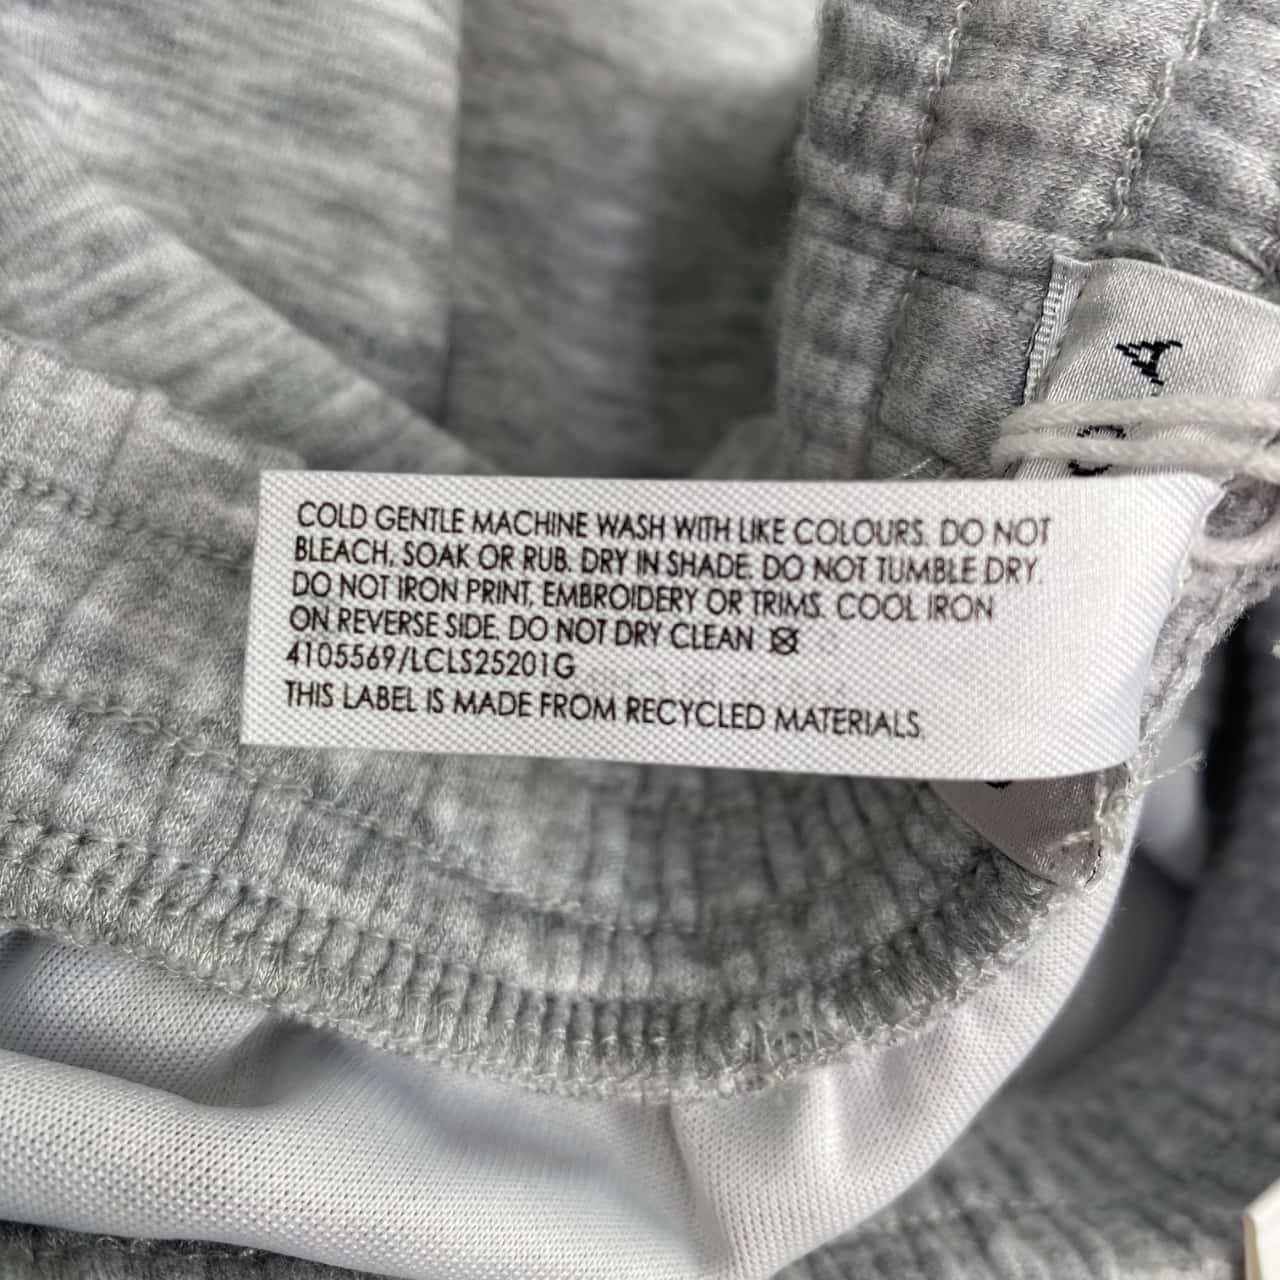 COLD GENTLE MACHINE WASH WITH LIKE COLOURS. DO NOT
BLEACH, SOAK OR RUB. DRY IN SHADE. DO NOT TUMBLE DRY.
DO NOT IRON PRINT, EMBROIDERY OR TRIMS. COOL IRON
ON REVERSE SIDE. DO NOT DRY CLEAN
4105569/LCLS25201G
THIS LABEL IS MADE FROM RECYCLED MATERIALS.